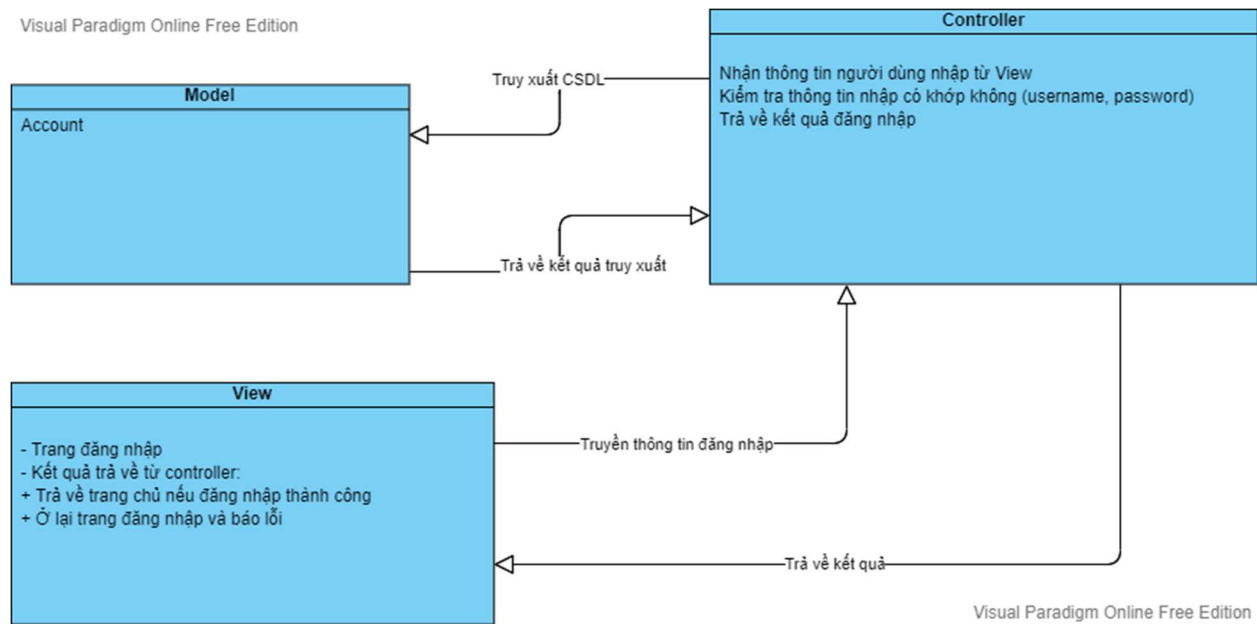 Visual Paradigm Online Free Edition
Controller
Nhận thông tin người dùng nhập từ View
Kiểm tra thông tin nhập có khớp không (username, password)
Trả về kết quả đăng nhập
Truy xuất CSDL
Model
Account
Trả về kết quả truy xuất
View
- Trang đăng nhập
- Kết quả trả về từ controller:
+ Trả về trang chủ nếu đăng nhập thành công
+ Ở lại trang đăng nhập và báo lỗi
Truyền thông tin đăng nhập
Trả về kết quả
Visual Paradigm Online Free Edition